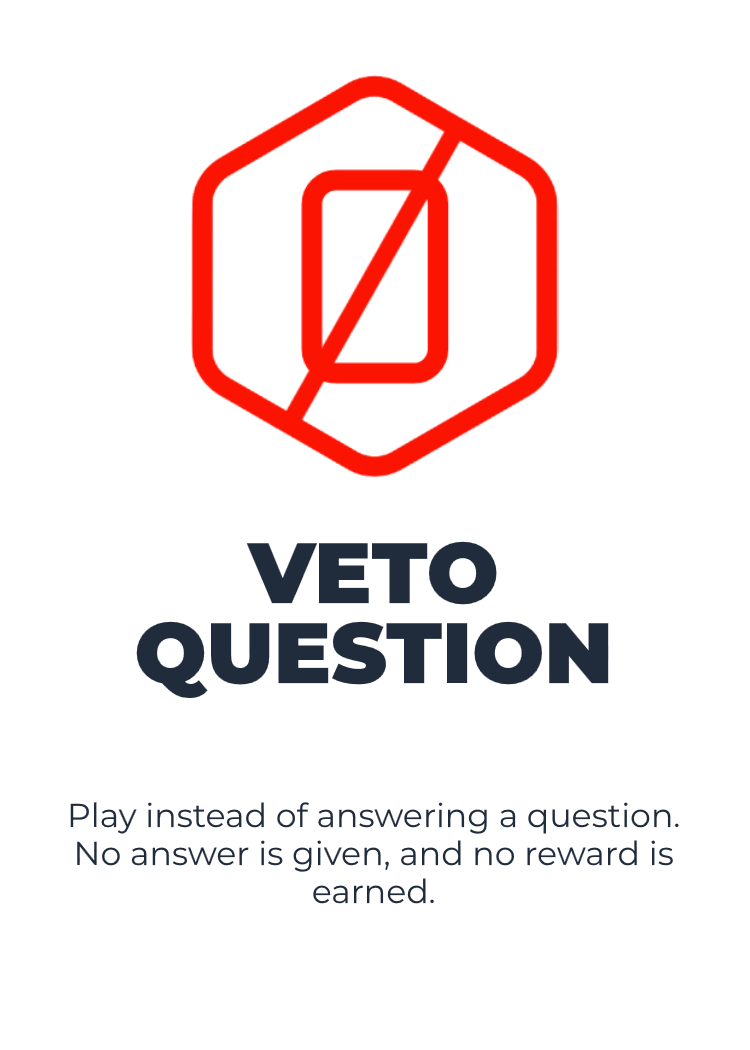 VETO
QUESTION
Play instead of answering a question.
No answer is given, and no reward is
earned.